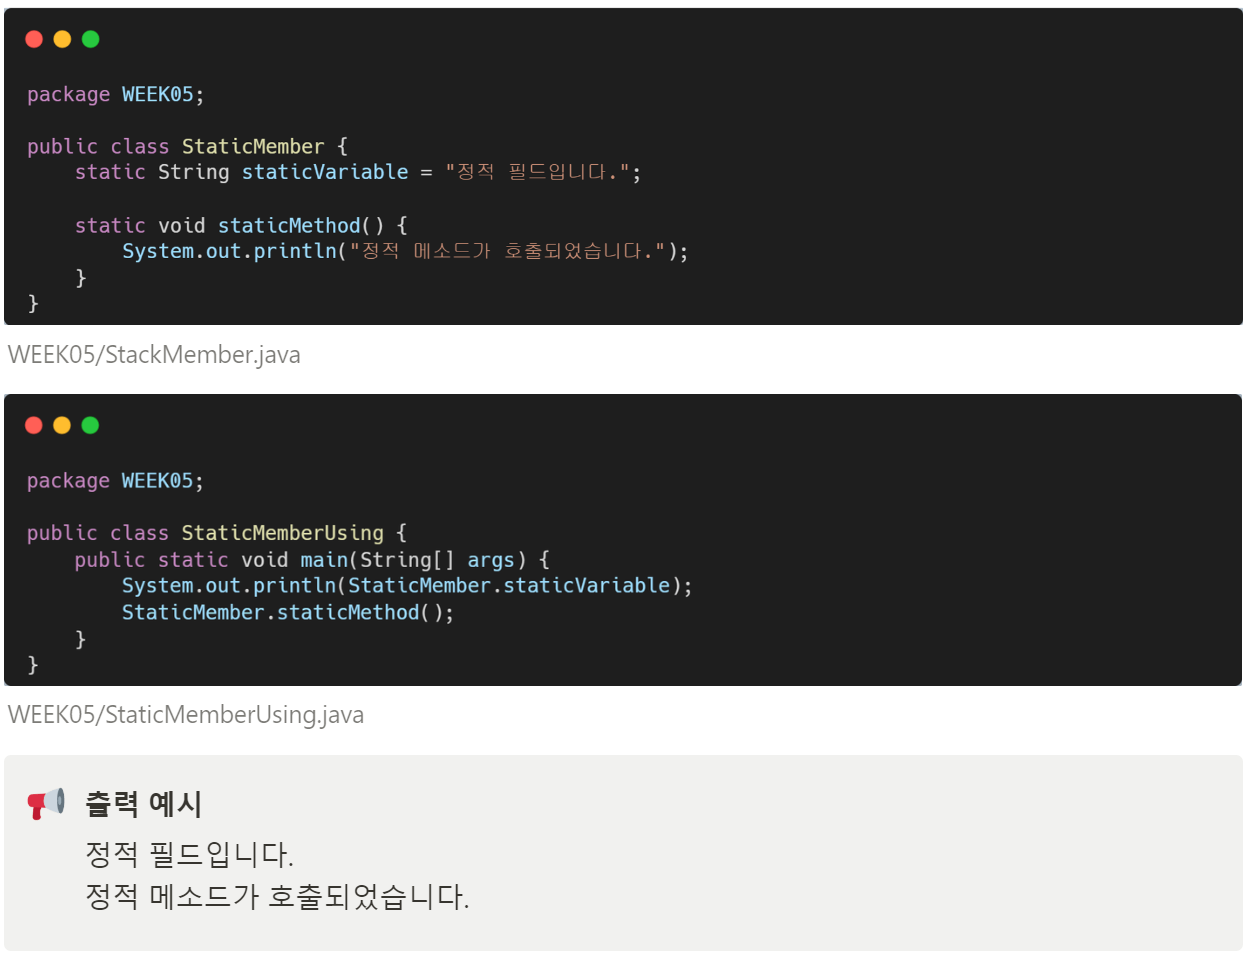 package WEEK05;
public class StaticMember {
static String staticVariable = "정적 필드입니다.";
static void staticMethod() {
System.out.println("정적 메소드가 호출되었습니다.");
}
}
WEEK05/StackMember.java
package WEEK05;
public class StaticMemberUsing {
public static void main(String[] args) {
System.out.println(StaticMember.staticVariable);
StaticMember.staticMethod();
}
}
WEEK05/StaticMemberUsing.java
출력 예시
정적 필드입니다.
정적 메소드가 호출되었습니다.